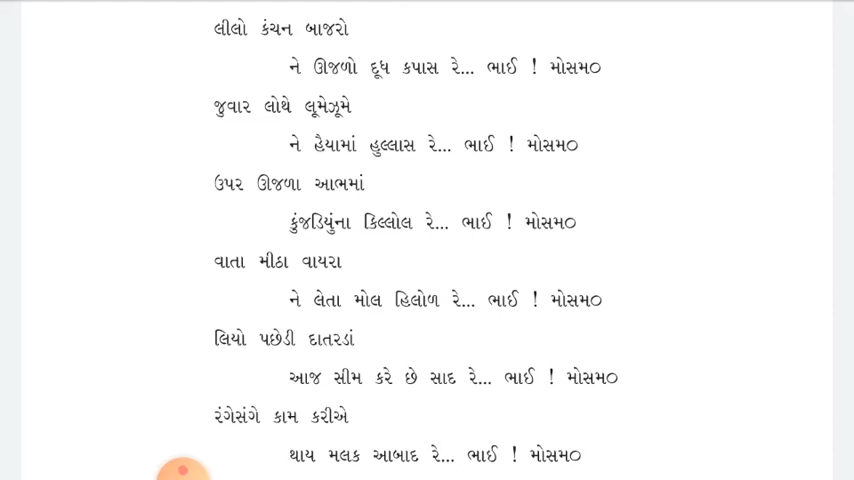 લીલો કંચન બાજરો
ને ઊજળો દૂધ કપાસ રે... ભાઈ ! મોસમ૦
જુવાર લોથે લૂમેઝૂમે
ને હૈયામાં હુલ્લાસ રે... ભાઈ ! મોસમ૦
ઉપર ઊજળા આભમાં
કુંજડિયુંના કિલ્લોલ રે... ભાઈ ! મોસમ૦
વાતા મીઠા વાયરા
ને લેતા મોલ હિલોળ રે... ભાઈ ! મોસમ૦
લિયો પછેડી દાતરડાં
આજ સીમ કરે છે સાદ રે... ભાઈ ! મોસમ૦
રંગેસંગે કામ કરીએ
થાય મલક આબાદ રે... ભાઈ ! મોસમ૦